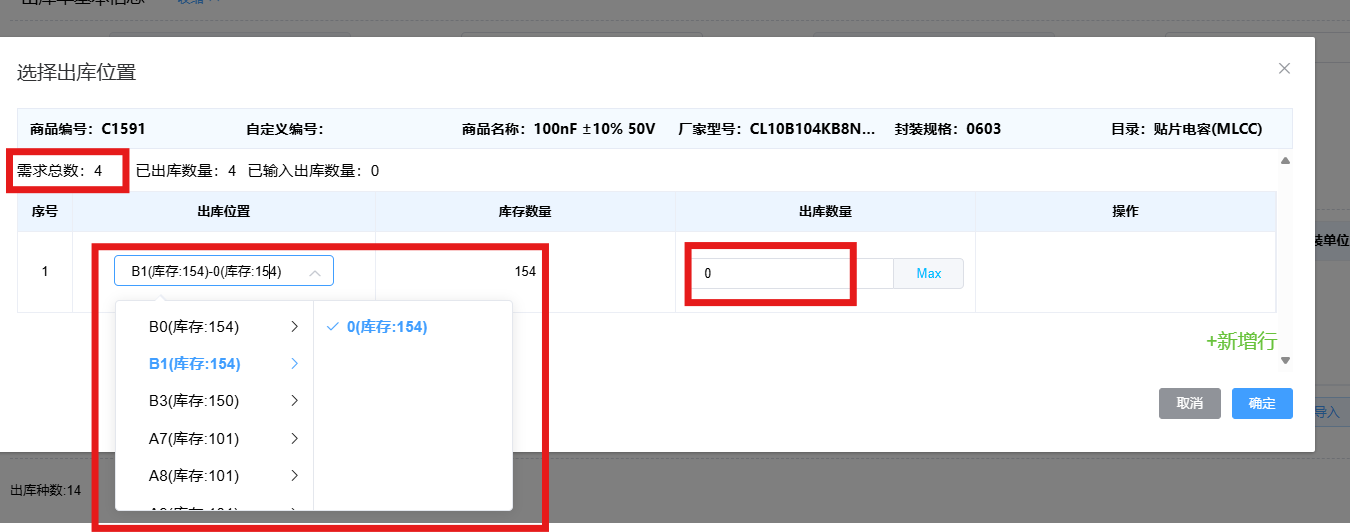 选择出库位置
商品编号：C1591 自定义编号： 商品名称：100nF ±10% 50V 厂家型号：CL10B104KB8N... 封装规格：0603 目录：贴片电容(MLCC)
需求总数：4 已出库数量：4 已输入出库数量：0
序号 出库位置 库存数量 出库数量 操作
装单位
1 B1(库存:154)-0(库存:154) 154 0 Max
B0(库存:154) 0(库存:154)
+新增行
B1(库存:154)
B3(库存:150)
取消 确定
导入
A7(库存:101)
A8(库存:101)
出库种数:14